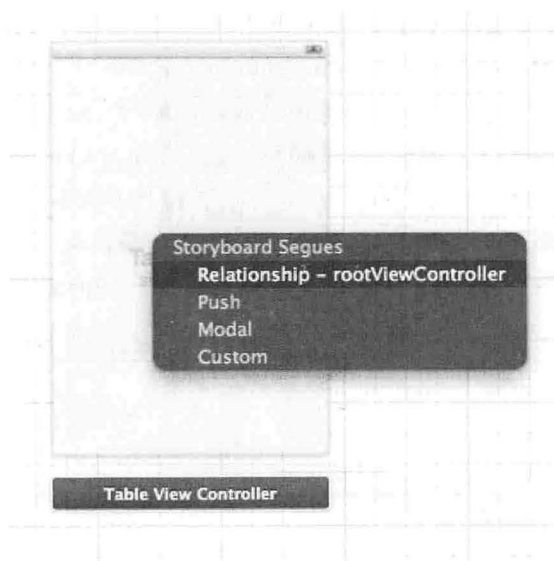 Storyboard Segues
Relationship – rootViewController
Push
Modal
Custom
Table View Controller